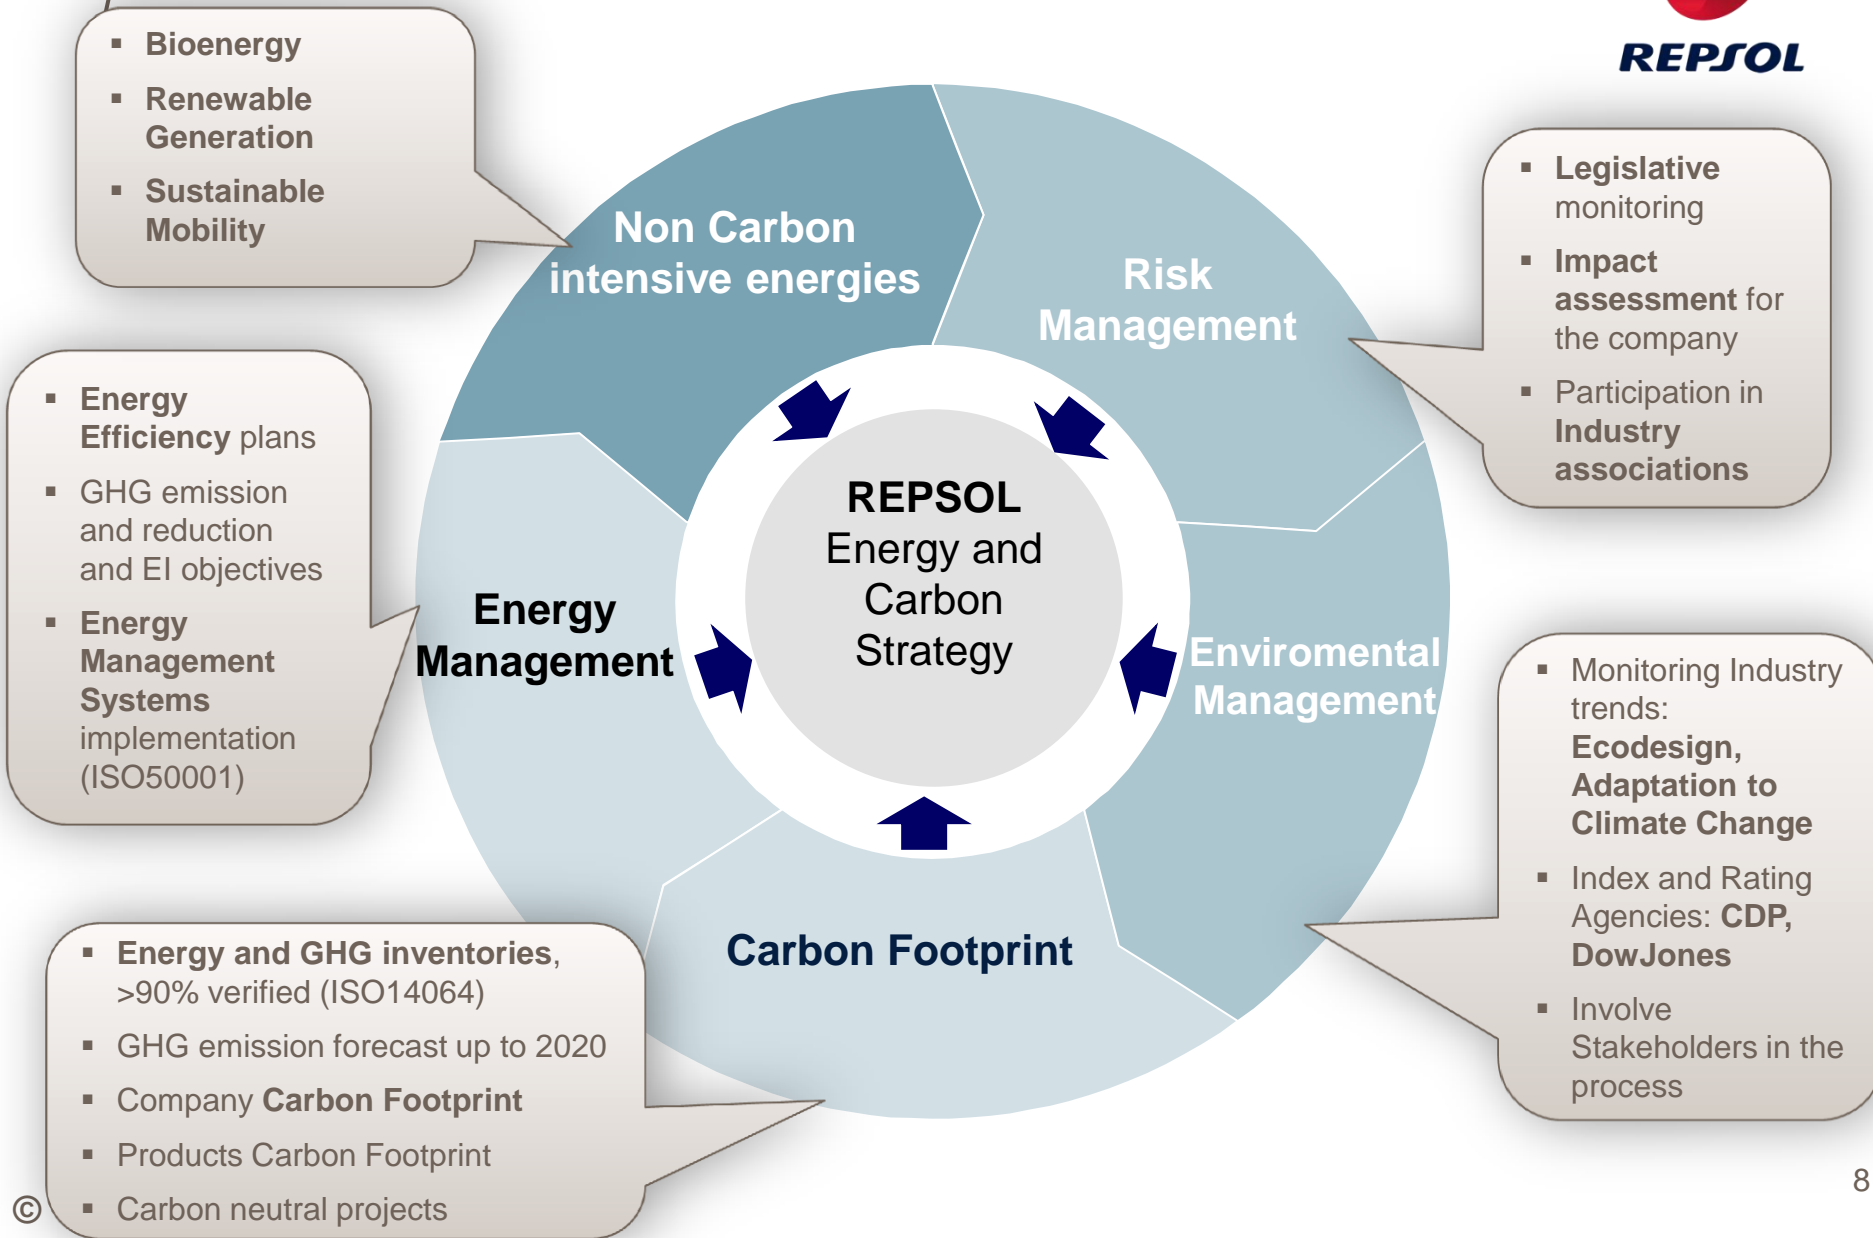 REPSOL
▪ Bioenergy
▪ Renewable
Generation
▪ Sustainable
Mobility
Non Carbon
intensive energies
Risk
Management
▪ Legislative
monitoring
▪ Impact
assessment for
the company
▪ Participation in
Industry
associations
▪ Energy
Efficiency plans
▪ GHG emission
and reduction
and EI objectives
▪ Energy
Management
Systems
implementation
(ISO50001)
Energy
Management
REPSOL
Energy and
Carbon
Strategy
Enviromental
Management
▪ Monitoring Industry
trends:
Ecodesign,
Adaptation to
Climate Change
▪ Index and Rating
Agencies: CDP,
DowJones
▪ Involve
Stakeholders in the
process
Carbon Footprint
▪ Energy and GHG inventories,
>90% verified (ISO14064)
▪ GHG emission forecast up to 2020
▪ Company Carbon Footprint
▪ Products Carbon Footprint
▪ Carbon neutral projects
©
8